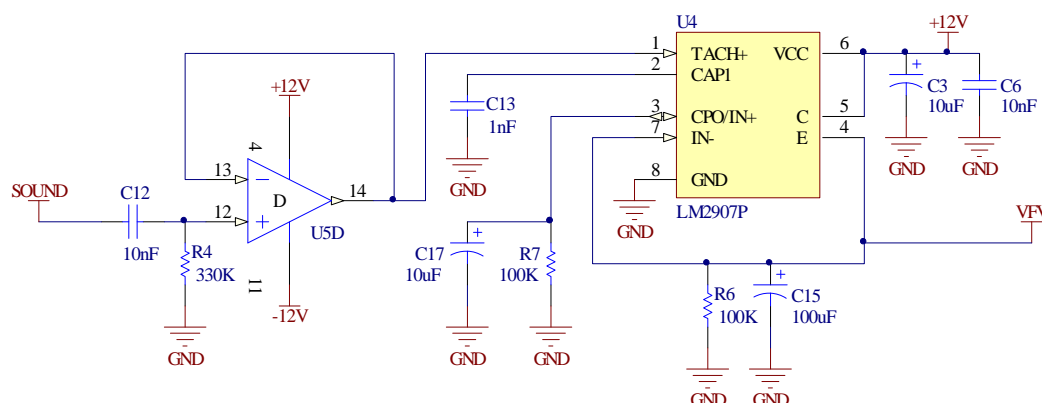 U4
+12V
1 TACH+ VCC 6
2 CAP1
C13
1nF
C3
10uF
C6
10nF
3 CPO/IN+ C 5
7 IN- E 4
8 GND
LM2907P
GND
GND
GND
GND
+12V
4
13
D
14
12
U5D
11
-12V
SOUND
C12
10nF
R4
330K
GND
C17
10uF
R7
100K
GND
GND
VFV
R6
100K
C15
100uF
GND
GND